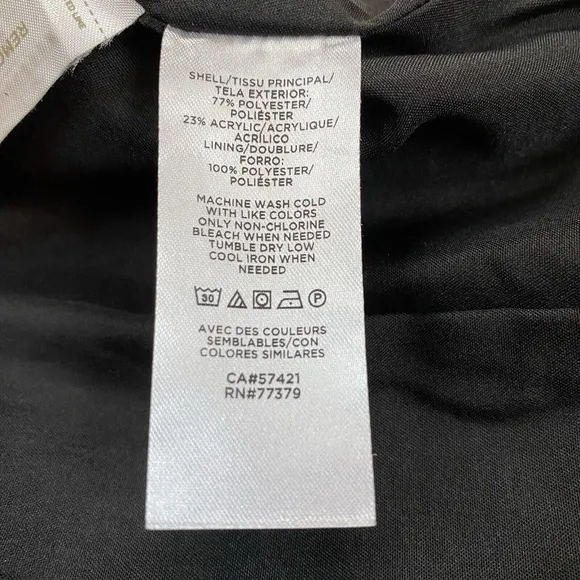 REMO
SHELL/TISSU PRINCIPAL/
TELA EXTERIOR:
77% POLYESTER/
POLIÉSTER
23% ACRYLIC/ACRYLIQUE/
ACRÍLICO
LINING/DOUBLURE/
FORRO:
100% POLYESTER/
POLIÉSTER
MACHINE WASH COLD
WITH LIKE COLORS
ONLY NON-CHLORINE
BLEACH WHEN NEEDED
TUMBLE DRY LOW
COOL IRON WHEN
NEEDED
30 P
AVEC DES COULEURS
SEMBLABLES/CON
COLORES SIMILARES
CA#57421
RN#77379